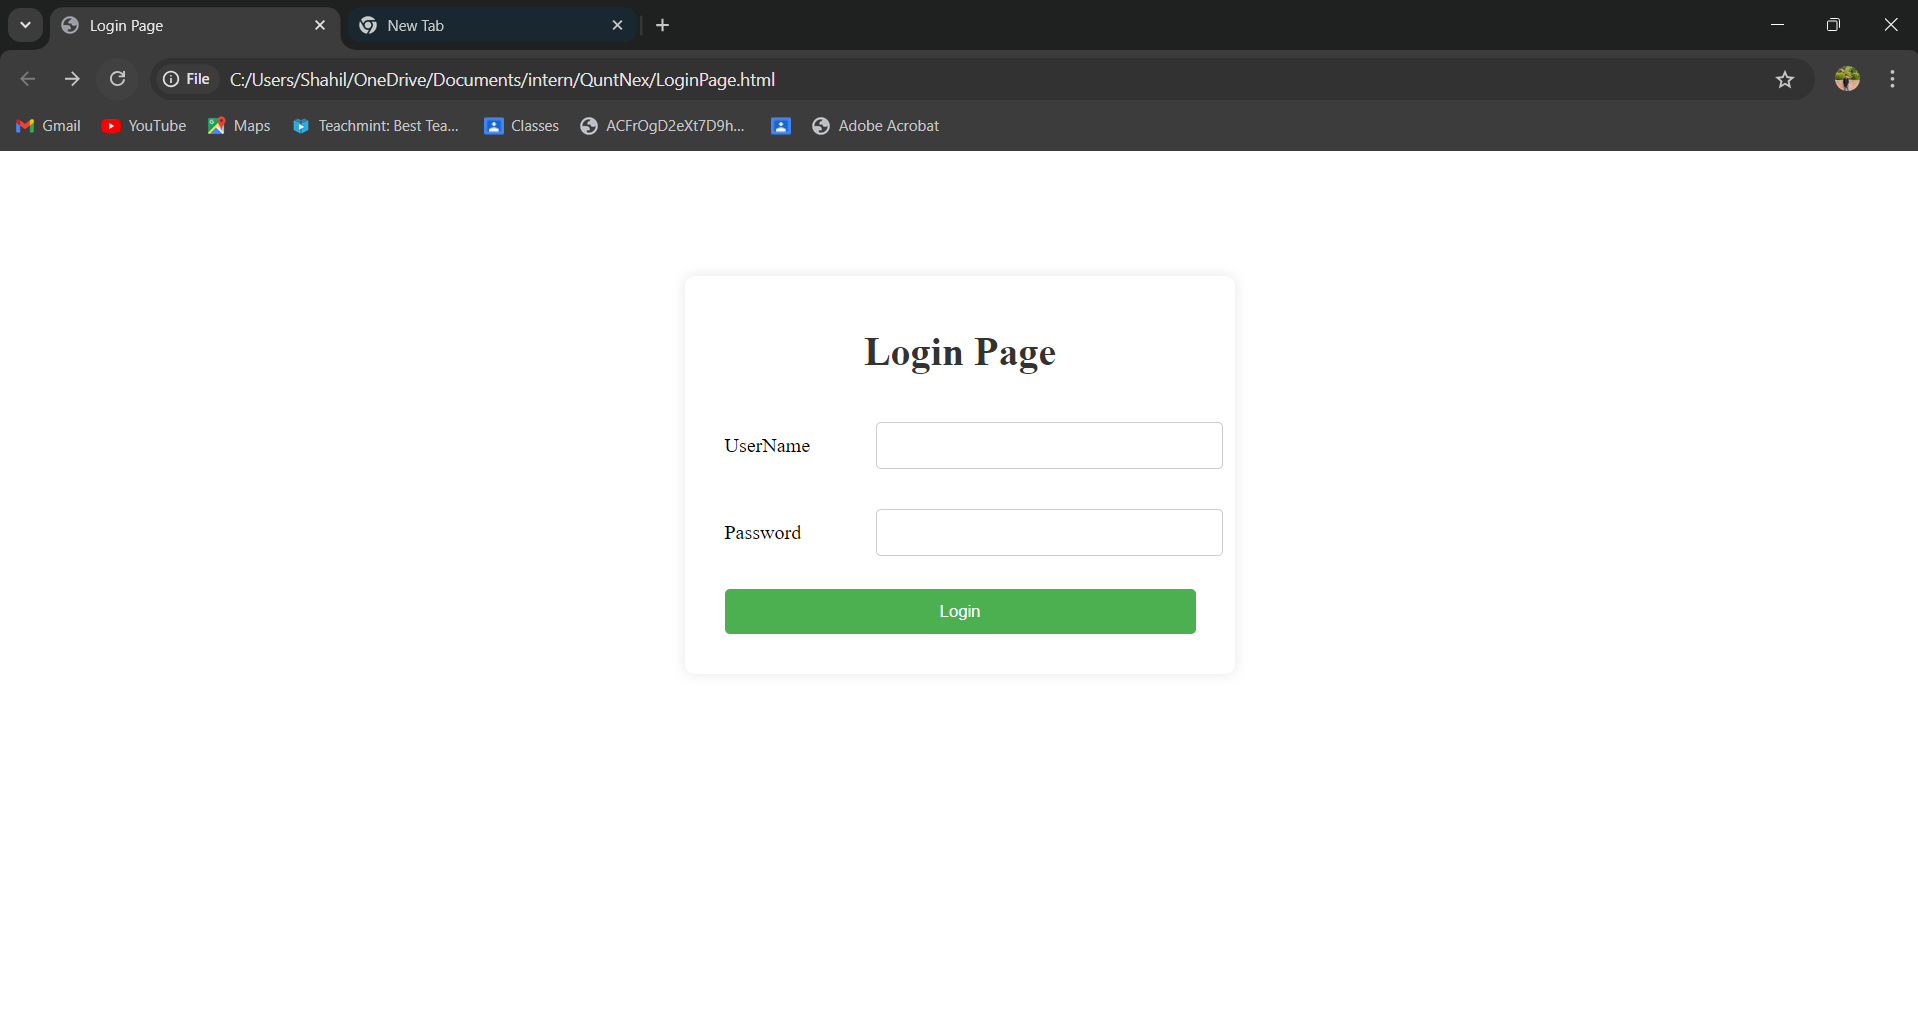 Login Page
New Tab
File
C:/Users/Shahil/OneDrive/Documents/intern/QuntNex/LoginPage.html
Gmail
YouTube
Maps
Teachmint: Best Tea...
Classes
ACFrOgD2eXt7D9h...
Adobe Acrobat
Login Page
UserName
Password
Login